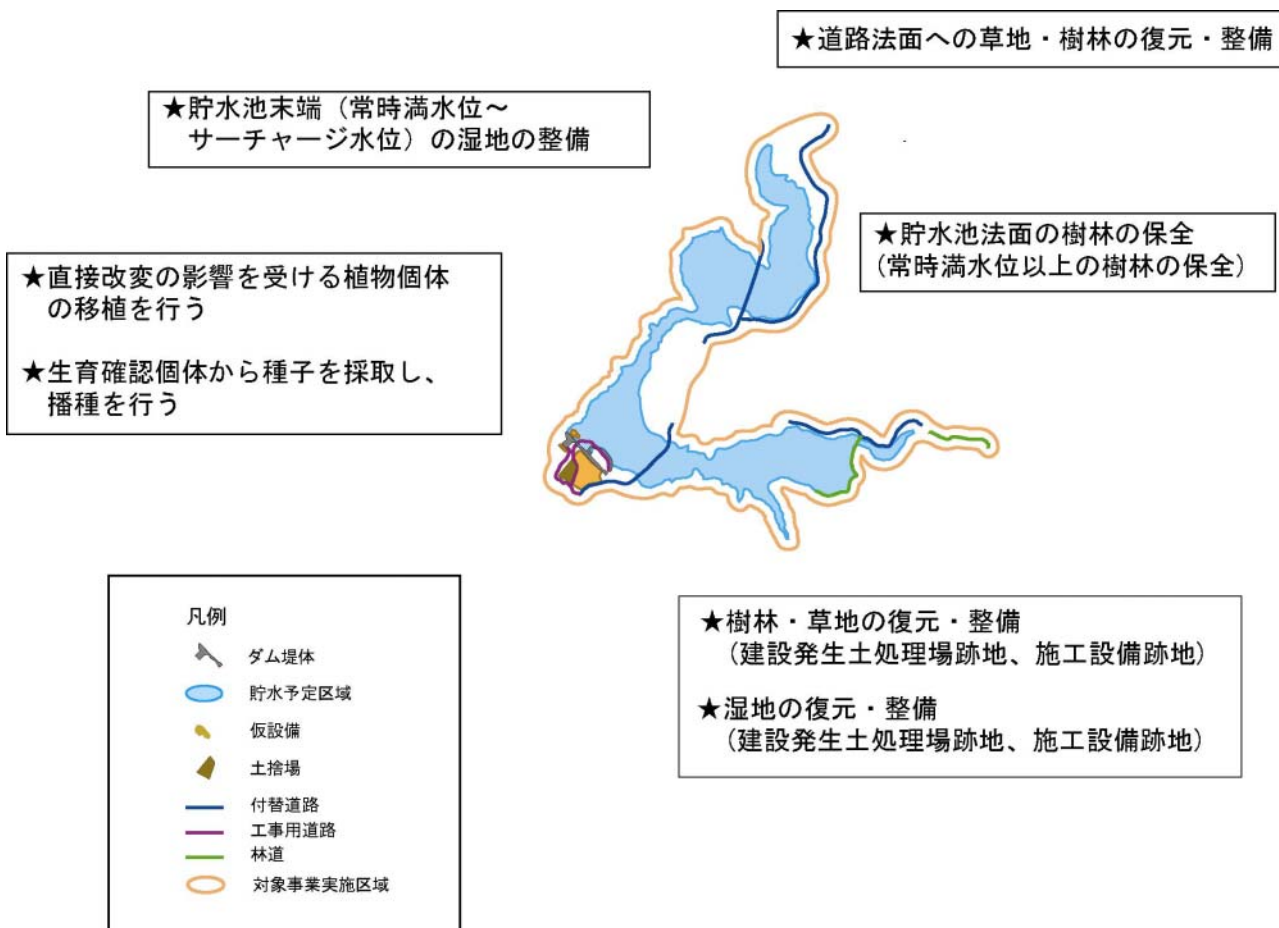 ★道路法面への草地・樹林の復元・整備
★貯水池末端（常時満水位～
サーチャージ水位）の湿地の整備
★貯水池法面の樹林の保全
（常時満水位以上の樹林の保全）
★直接改変の影響を受ける植物個体
の移植を行う
★生育確認個体から種子を採取し、
播種を行う
★樹林・草地の復元・整備
（建設発生土処理場跡地、施工設備跡地）
★湿地の復元・整備
（建設発生土処理場跡地、施工設備跡地）
凡例
ダム堤体
貯水予定区域
仮設備
土捨場
付替道路
工事用道路
林道
対象事業実施区域